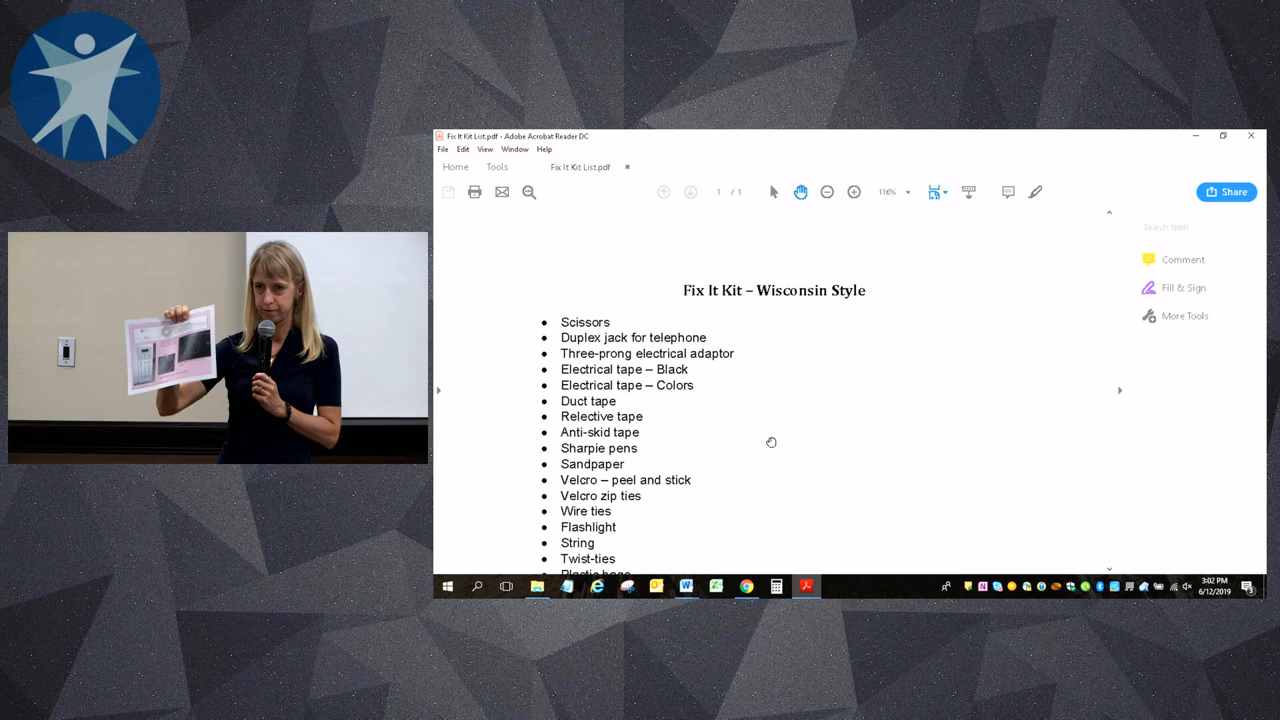 Fix It Kit List.pdf - Adobe Acrobat Reader DC
File Edit View Window Help
Home Tools Fix It Kit List.pdf
1 / 1 116% Share
Search tools
Comment
Fill & Sign
More Tools
Fix It Kit – Wisconsin Style
• Scissors
• Duplex jack for telephone
• Three-prong electrical adaptor
• Electrical tape – Black
• Electrical tape – Colors
• Duct tape
• Relective tape
• Anti-skid tape
• Sharpie pens
• Sandpaper
• Velcro – peel and stick
• Velcro zip ties
• Wire ties
• Flashlight
• String
• Twist-ties
• Plastic bags
3:02 PM
6/12/2019